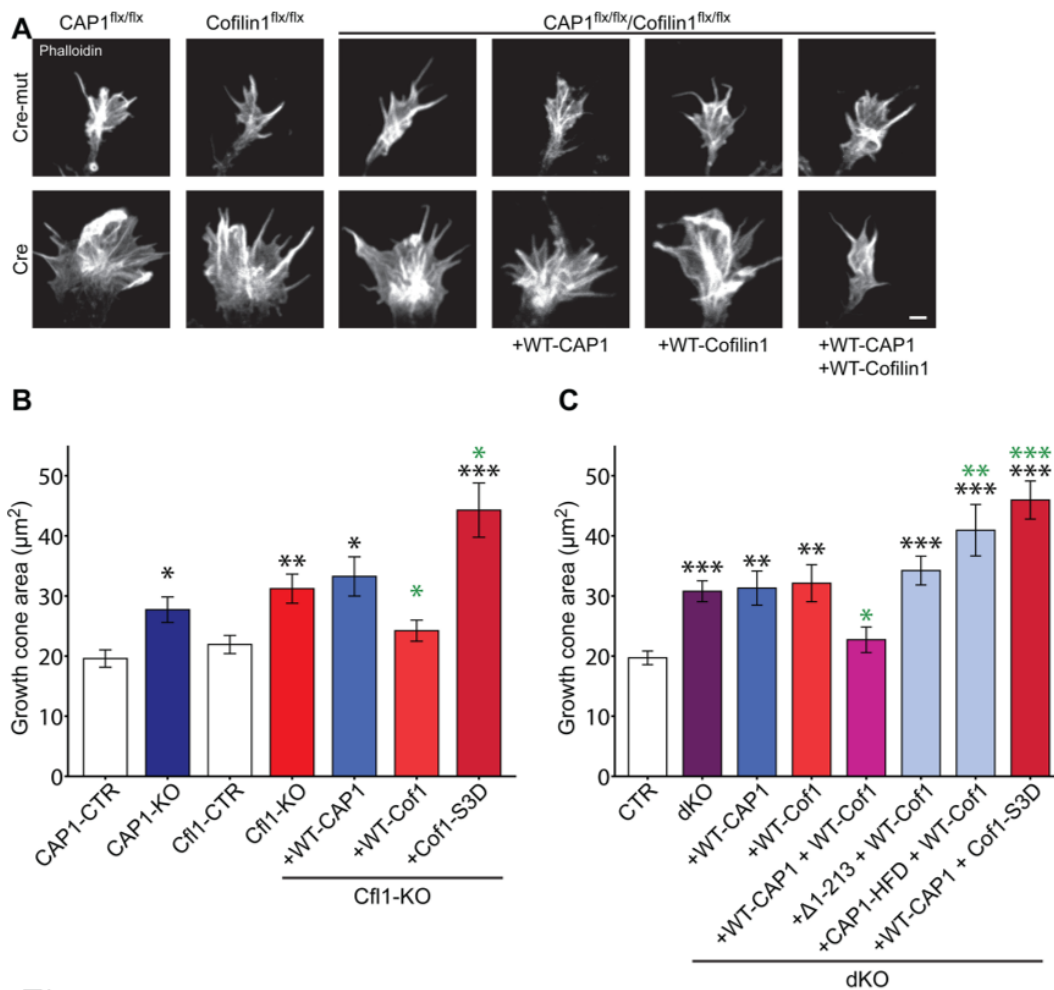 A
CAP1flx/flx
Cofilin1flx/flx
CAP1flx/flx/Cofilin1flx/flx
Phalloidin
Cre-mut
Cre
+WT-CAP1
+WT-Cofilin1
+WT-CAP1
+WT-Cofilin1
B
Growth cone area (µm²)
50
40
30
20
10
0
*
**
*
*
*
***
CAP1-CTR
CAP1-KO
Cfl1-CTR
Cfl1-KO
+WT-CAP1
+WT-Cof1
+Cof1-S3D
Cfl1-KO
C
Growth cone area (µm²)
50
40
30
20
10
0
***
**
**
*
***
**
***
***
***
CTR
dKO
+WT-CAP1
+WT-Cof1
+WT-CAP1 + WT-Cof1
+Δ1-213 + WT-Cof1
+CAP1-HFD + WT-Cof1
+WT-CAP1 + Cof1-S3D
dKO